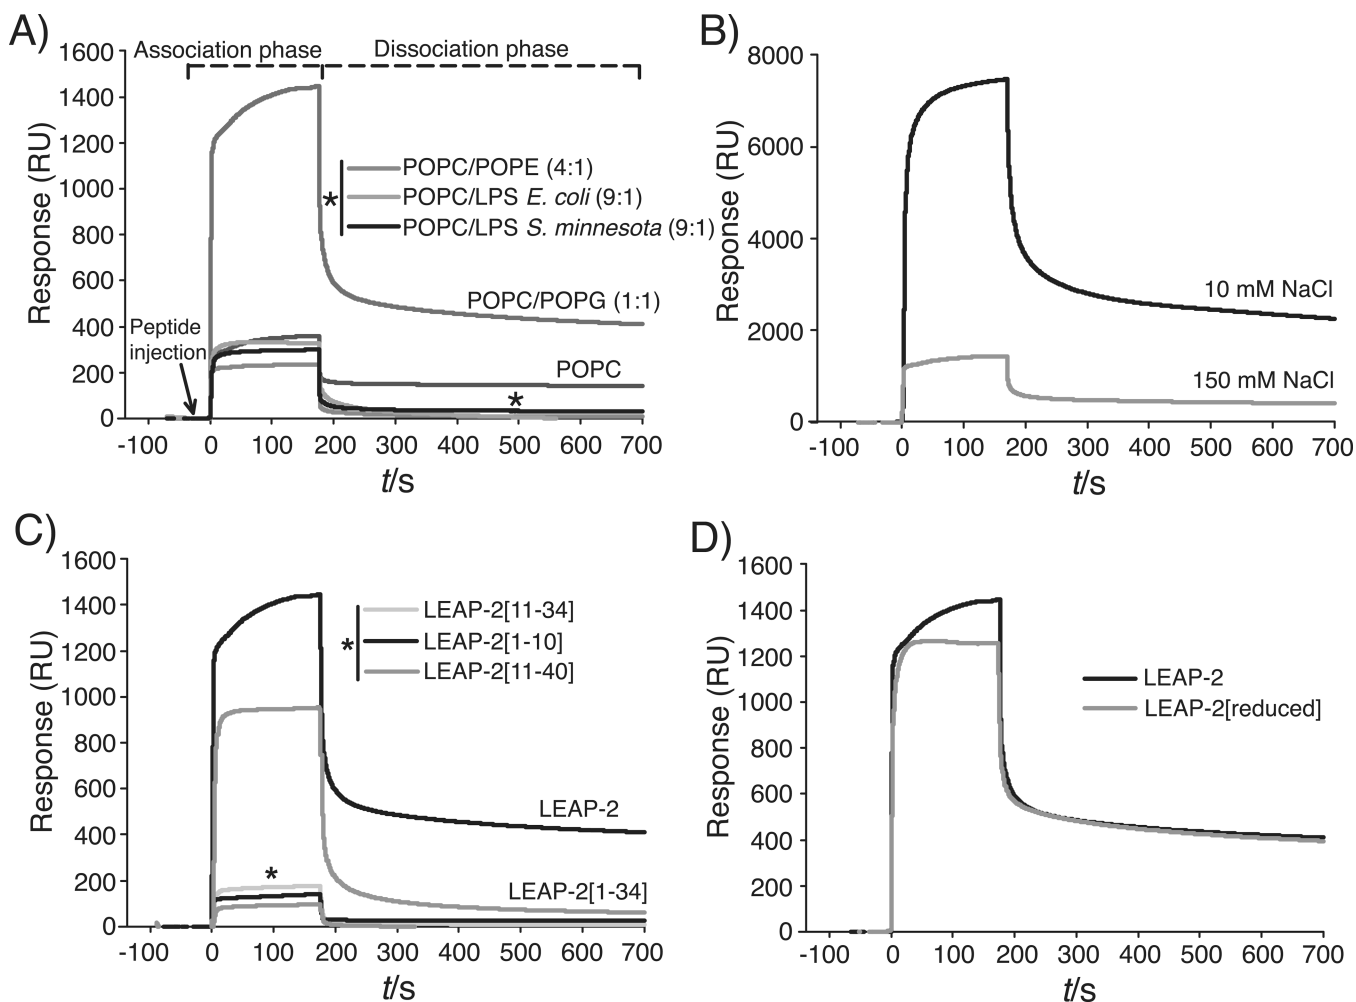 A)
1600
1400
1200
1000
800
600
400
200
0
Response (RU)
Association phase
Dissociation phase
*
POPC/POPE (4:1)
POPC/LPS E. coli (9:1)
POPC/LPS S. minnesota (9:1)
POPC/POPG (1:1)
Peptide
injection
POPC
*
-100 0 100 200 300 400 500 600 700
t/s
B)
8000
6000
4000
2000
0
Response (RU)
10 mM NaCl
150 mM NaCl
-100 0 100 200 300 400 500 600 700
t/s
C)
1600
1400
1200
1000
800
600
400
200
0
Response (RU)
*
LEAP-2[11-34]
LEAP-2[1-10]
LEAP-2[11-40]
LEAP-2
*
LEAP-2[1-34]
-100 0 100 200 300 400 500 600 700
t/s
D)
1600
1400
1200
1000
800
600
400
200
0
Response (RU)
LEAP-2
LEAP-2[reduced]
-100 0 100 200 300 400 500 600 700
t/s